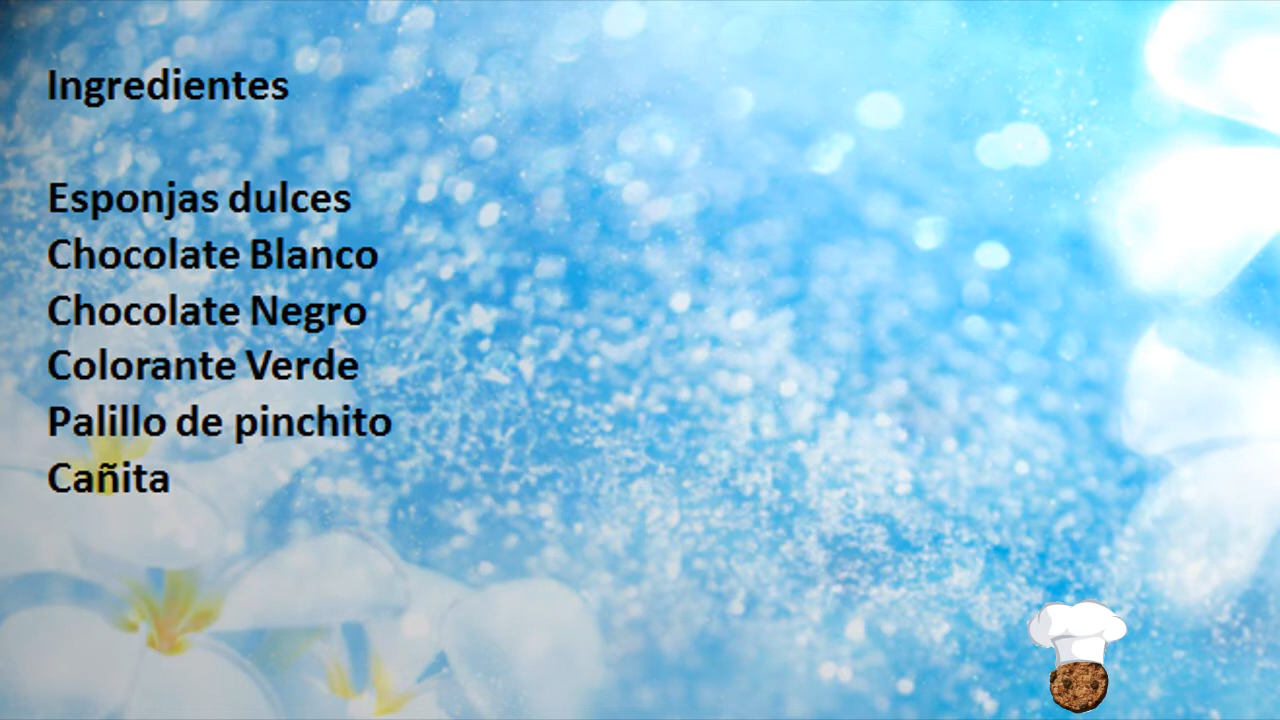 Ingredientes
Esponjas dulces
Chocolate Blanco
Chocolate Negro
Colorante Verde
Palillo de pinchito
Cañita